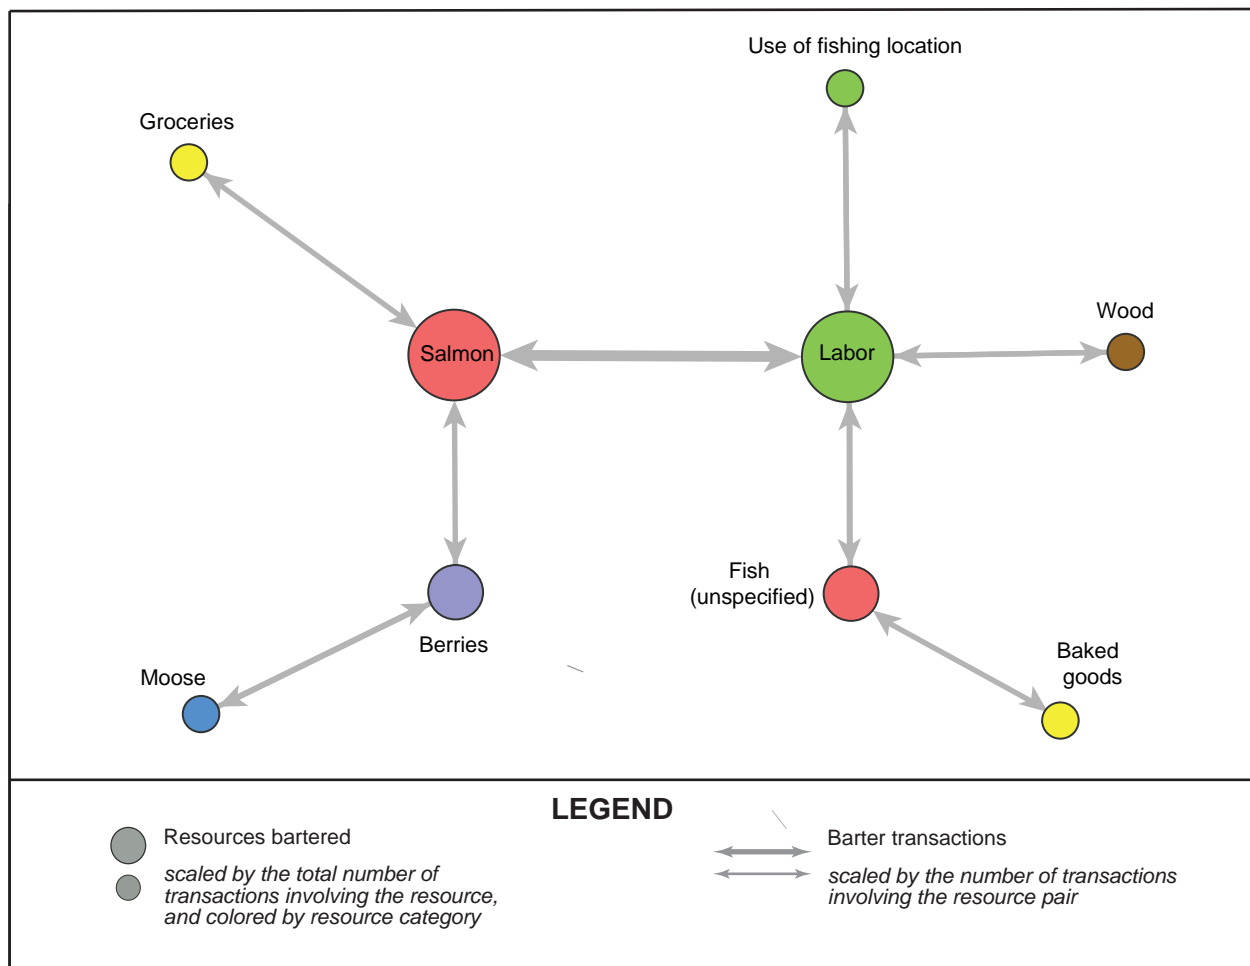 Use of fishing location
Groceries
Wood
Salmon
Labor
Fish
(unspecified)
Berries
Baked
goods
Moose
LEGEND
Resources bartered
scaled by the total number of
transactions involving the resource,
and colored by resource category
Barter transactions
scaled by the number of transactions
involving the resource pair